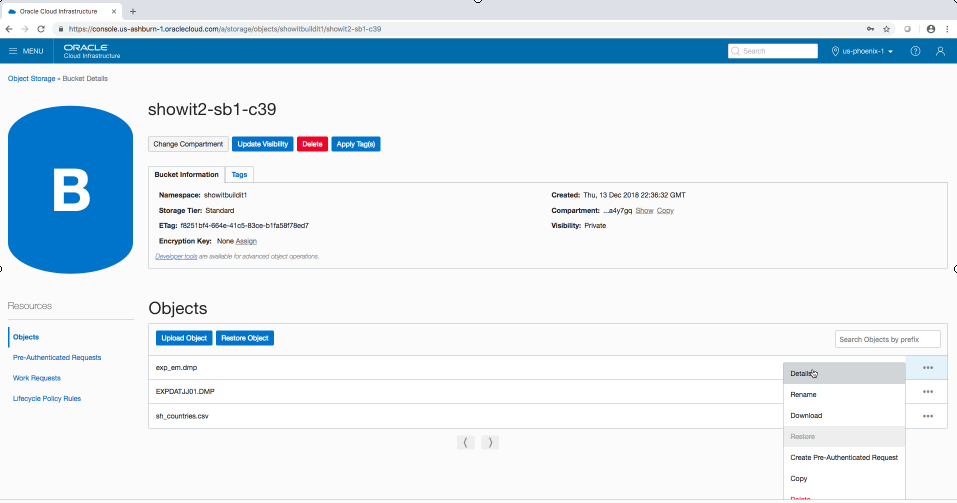 Oracle Cloud Infrastructure
https://console.us-ashburn-1.oraclecloud.com/a/storage/objects/showitbuildit1/showit2-sb1-c39
MENU
ORACLE
Cloud Infrastructure
Search
us-phoenix-1
Object Storage » Bucket Details
B
showit2-sb1-c39
Change Compartment Update Visibility Delete Apply Tag(s)
Bucket Information Tags
Namespace: showitbuildit1 Created: Thu, 13 Dec 2018 22:36:32 GMT
Storage Tier: Standard Compartment: ...a4y7gq Show Copy
ETag: f8251bf4-664e-41c5-83ce-b1fa58f78ed7 Visibility: Private
Encryption Key: None Assign
Developer tools are available for advanced object operations.
Resources
Objects
Pre-Authenticated Requests
Work Requests
Lifecycle Policy Rules
Objects
Upload Object Restore Object Search Objects by prefix
exp_em.dmp
EXPDATJJ01.DMP
sh_countries.csv
Details
Rename
Download
Restore
Create Pre-Authenticated Request
Copy
Delete